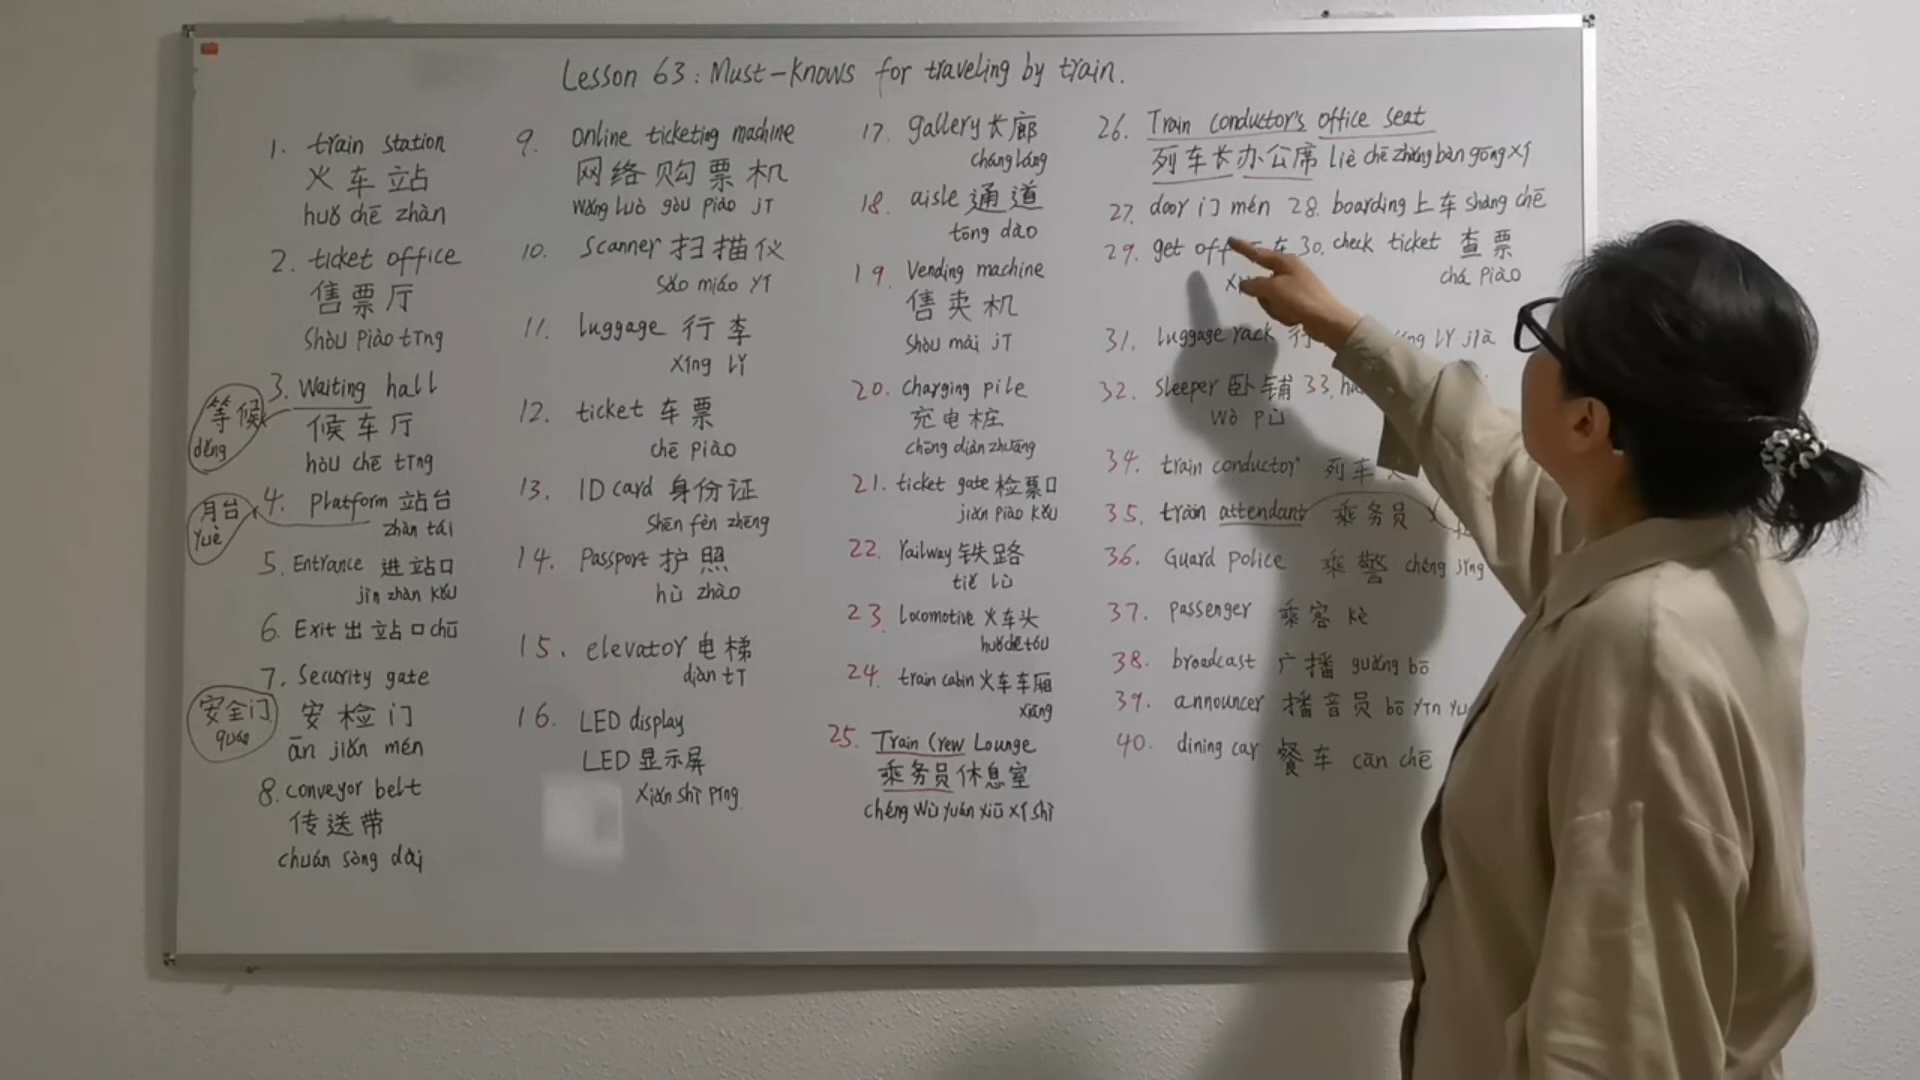 Lesson 63: Must-Knows for traveling by train.
1. train station
火车站
huǒ chē zhàn
2. ticket office
售票厅
Shòu Piào tīng
3. Waiting hall
等候
děng
候车厅
hòu chē tīng
4. Platform 站台
zhàn tái
月台
yuè
5. Entrance 进站口
jìn zhàn kǒu
6. Exit 出站口 chū
7. Security gate
安全门
quán
安检门
ān jiǎn mén
8. conveyor belt
传送带
chuán sòng dài
9. Online ticketing machine
网络购票机
Wǎng luò gòu piào jī
10. Scanner 扫描仪
Sǎo miáo yí
11. luggage 行李
xíng lǐ
12. ticket 车票
chē piào
13. ID card 身份证
Shēn fèn zhèng
14. Passport 护照
hù zhào
15. elevator 电梯
diàn tī
16. LED display
LED 显示屏
xiǎn shì píng
17. gallery 长廊
cháng láng
18. aisle 通道
tōng dào
19. Vending machine
售卖机
Shòu mài jī
20. Charging pile
充电桩
chōng diàn zhuāng
21. ticket gate 检票口
jiǎn piào kǒu
22. railway 铁路
tiě lù
23. locomotive 火车头
huǒ chē tóu
24. train cabin 火车车厢
xiāng
25. Train Crew Lounge
乘务员休息室
chéng wù yuán xiū xí shì
26. Train conductor's office seat
列车长办公席 liè chē zhǎng bàn gōng xí
27. door 门 mén 28. boarding 上车 shàng chē
29. get off 车 30. check ticket 查票
chá piào
31. luggage rack 行 lǐ jià
32. Sleeper 卧铺 33.
wò pù
34. train conductor 列车
35. train attendant 乘务员
36. Guard police 乘警 chéng jǐng
37. passenger 乘客 kè
38. broadcast 广播 guǎng bō
39. announcer 播音员 bō yīn
40. dining car 餐车 cān chē